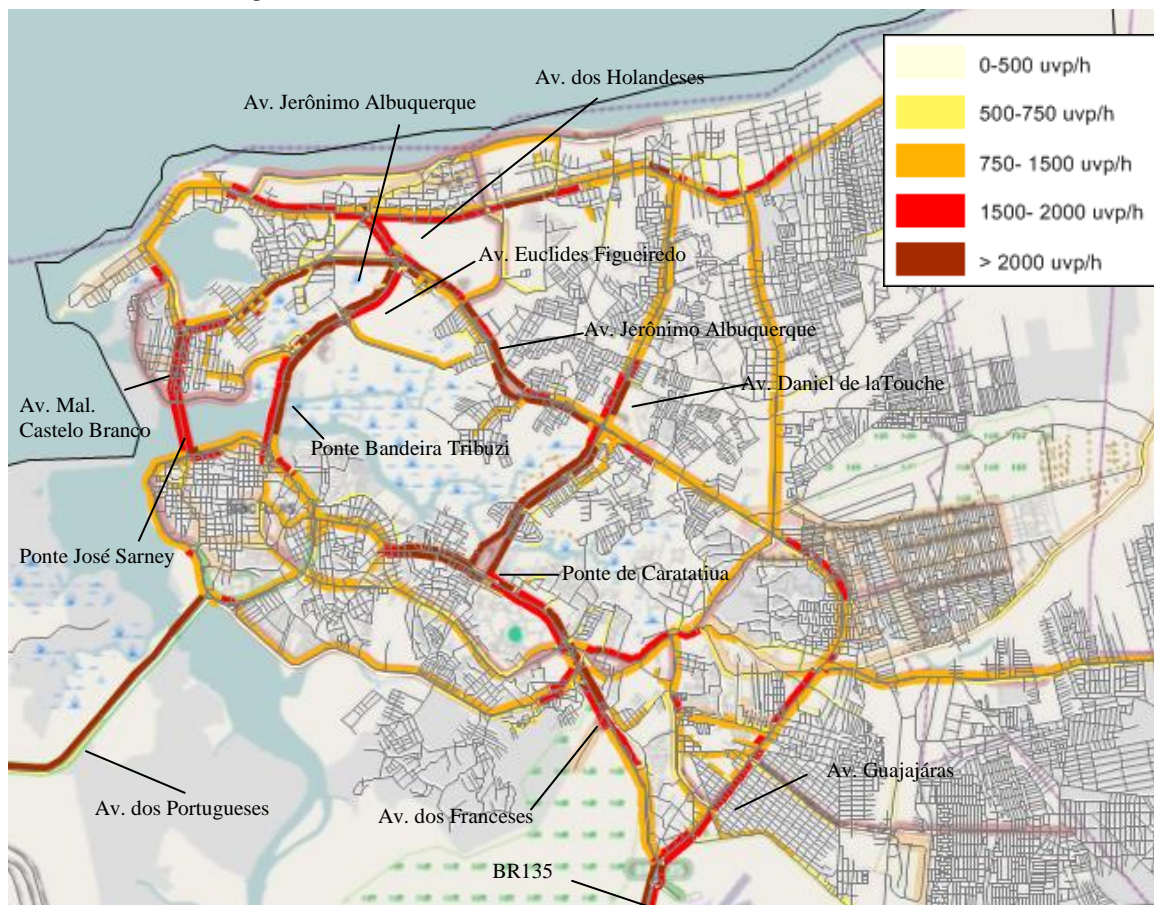 Av. dos Holandeses
Av. Jerônimo Albuquerque
0-500 uvp/h
500-750 uvp/h
750- 1500 uvp/h
1500- 2000 uvp/h
> 2000 uvp/h
Av. Euclides Figueiredo
Av. Jerônimo Albuquerque
Av. Daniel de laTouche
Av. Mal.
Castelo Branco
Ponte Bandeira Tribuzi
Ponte José Sarney
Ponte de Caratatiua
Av. dos Portugueses
Av. dos Franceses
Av. Guajajáras
BR135